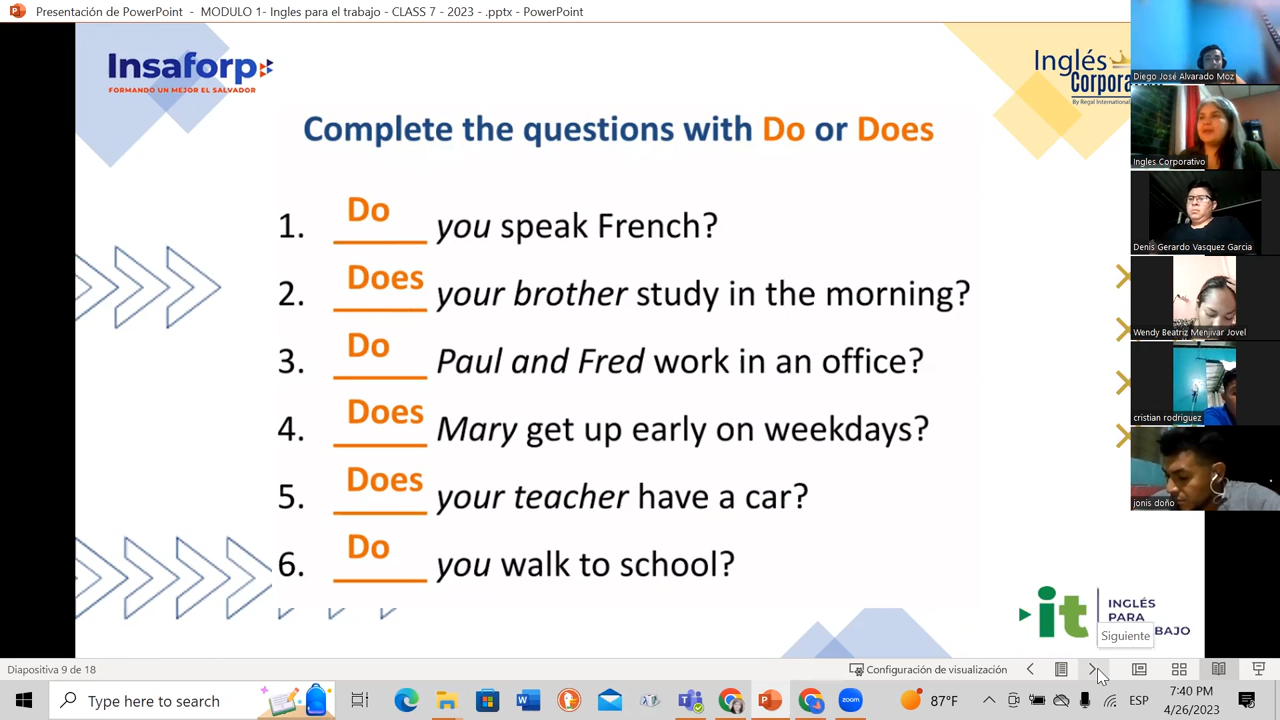 Presentación de PowerPoint - MODULO 1- Ingles para el trabajo - CLASS 7 - 2023 - .pptx - PowerPoint
Insaforp
FORMANDO UN MEJOR EL SALVADOR
Inglés
Corpora
By Regal International
Complete the questions with Do or Does
1. Do you speak French?
2. Does your brother study in the morning?
3. Do Paul and Fred work in an office?
4. Does Mary get up early on weekdays?
5. Does your teacher have a car?
6. Do you walk to school?
Diego José Alvarado Moz
Ingles Corporativo
Denis Gerardo Vasquez Garcia
Wendy Beatriz Menjivar Jovel
cristian rodriguez
jonis doño
it
INGLÉS
PARA
BAJO
Siguiente
Diapositiva 9 de 18
Configuración de visualización
Type here to search
zoom
87°F
ESP
7:40 PM
4/26/2023